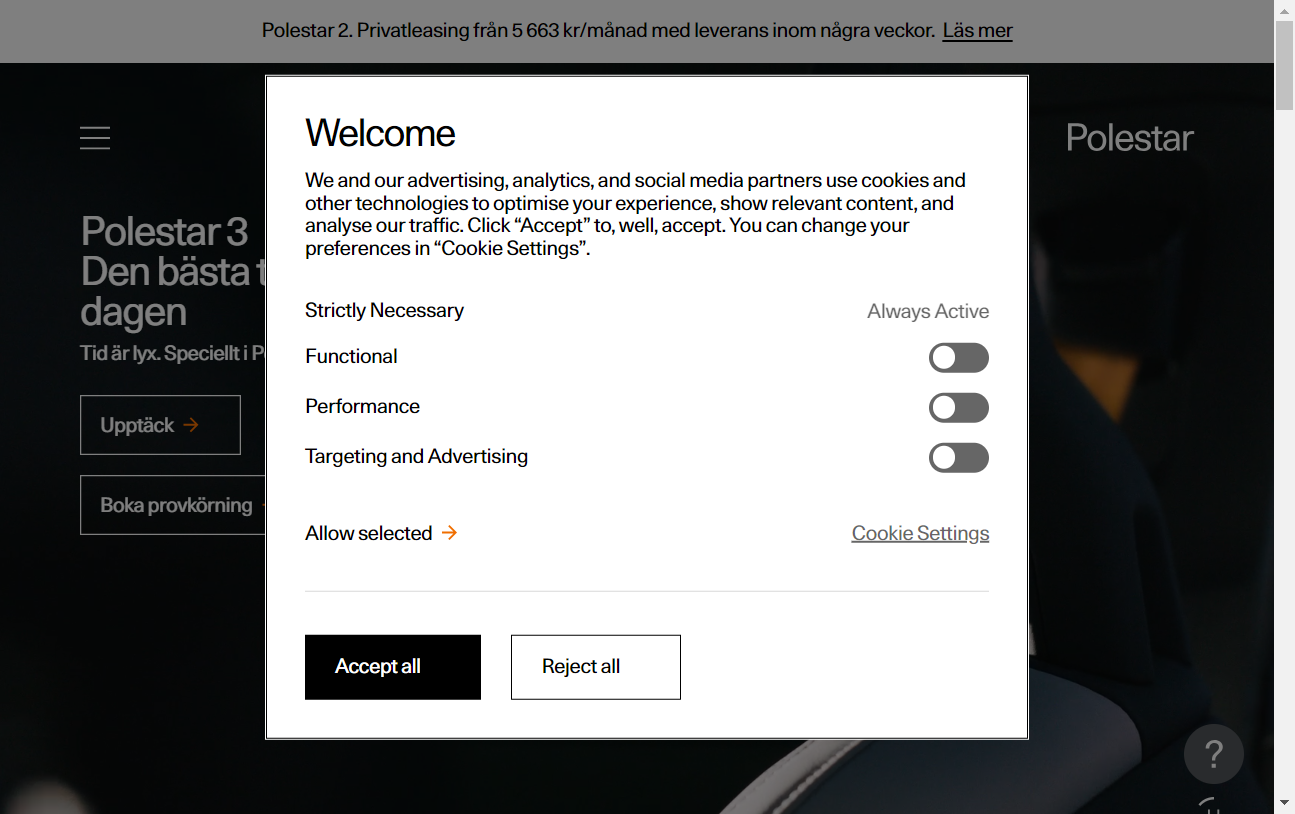 Polestar 2. Privatleasing från 5 663 kr/månad med leverans inom några veckor. Läs mer
Polestar
Polestar 3
Den bästa t
dagen
Tid är lyx. Speciellt i P
Upptäck →
Boka provkörning
Welcome
We and our advertising, analytics, and social media partners use cookies and
other technologies to optimise your experience, show relevant content, and
analyse our traffic. Click “Accept” to, well, accept. You can change your
preferences in “Cookie Settings”.
Strictly Necessary Always Active
Functional
Performance
Targeting and Advertising
Allow selected → Cookie Settings
Accept all Reject all
?